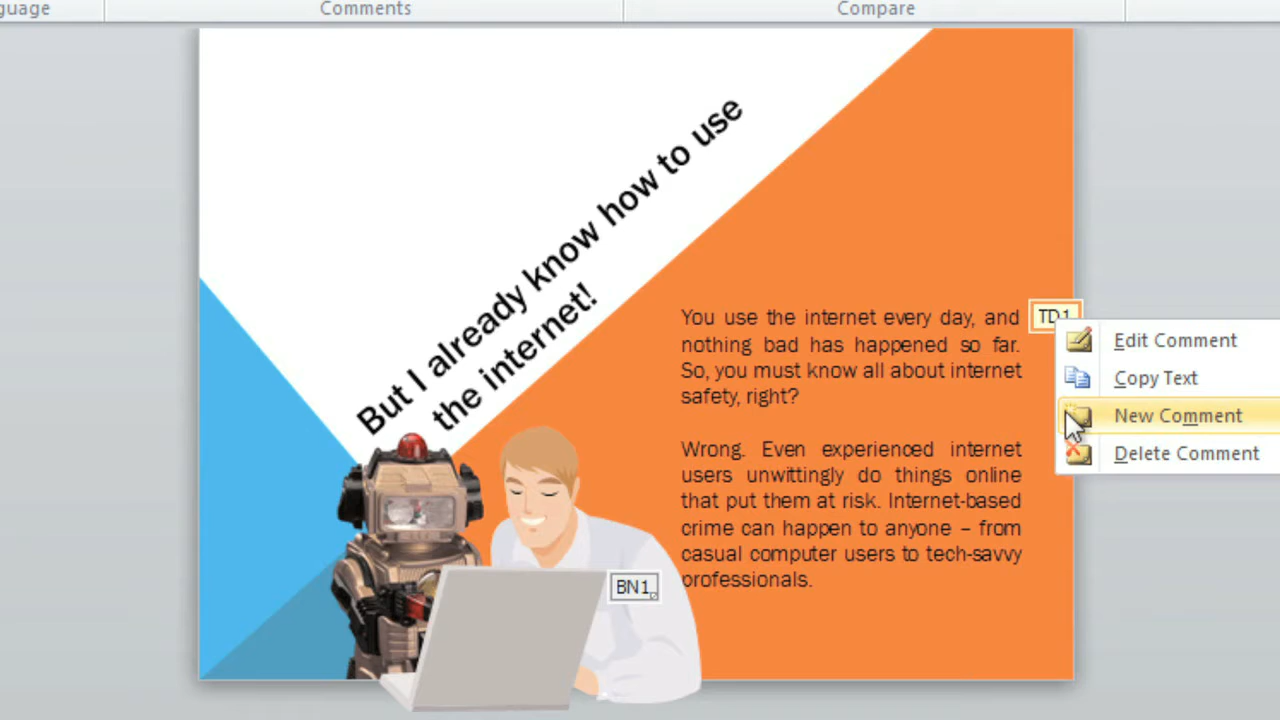 guage
Comments
Compare
But I already know how to use
the internet!
You use the internet every day, and
nothing bad has happened so far.
So, you must know all about internet
safety, right?
Wrong. Even experienced internet
users unwittingly do things online
that put them at risk. Internet-based
crime can happen to anyone – from
casual computer users to tech-savvy
professionals.
TD1
BN1
Edit Comment
Copy Text
New Comment
Delete Comment